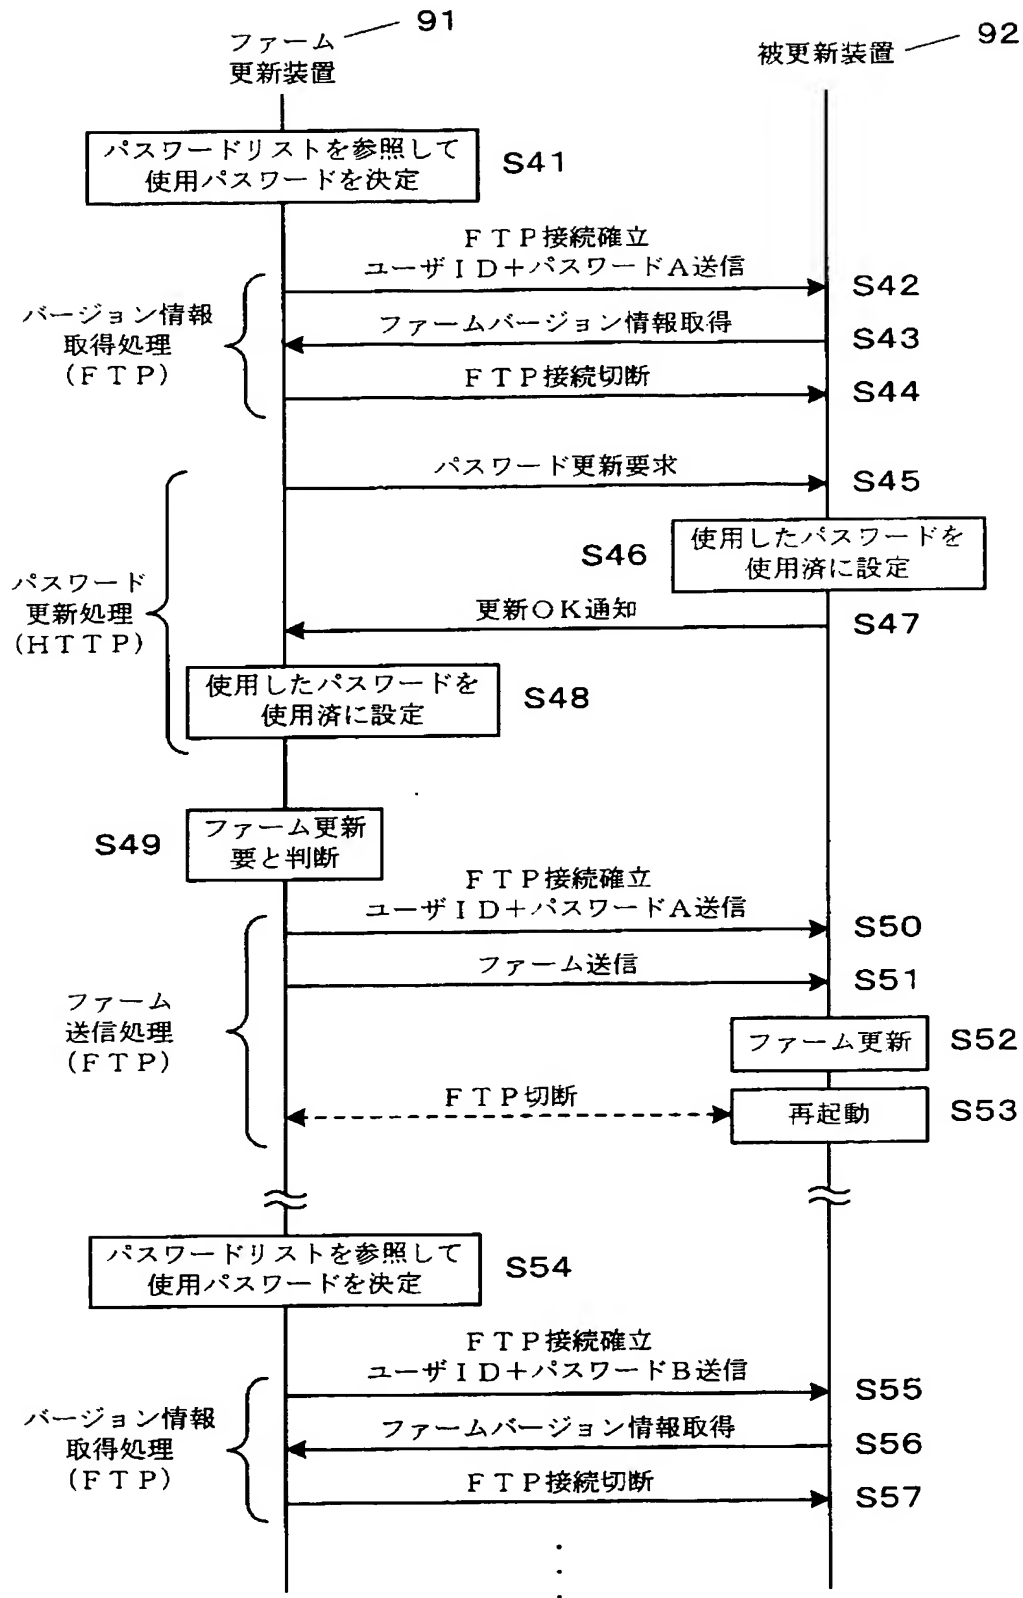 ファーム
更新装置
91
被更新装置
92
パスワードリストを参照して
使用パスワードを決定
S41
FTP接続確立
ユーザID+パスワードA送信
S42
バージョン情報
取得処理
(FTP)
ファームバージョン情報取得
S43
FTP接続切断
S44
パスワード更新要求
S45
使用したパスワードを
使用済に設定
S46
パスワード
更新処理
(HTTP)
更新OK通知
S47
使用したパスワードを
使用済に設定
S48
ファーム更新
要と判断
S49
FTP接続確立
ユーザID+パスワードA送信
S50
ファーム送信
S51
ファーム
送信処理
(FTP)
ファーム更新
S52
FTP切断
再起動
S53
パスワードリストを参照して
使用パスワードを決定
S54
FTP接続確立
ユーザID+パスワードB送信
S55
バージョン情報
取得処理
(FTP)
ファームバージョン情報取得
S56
FTP接続切断
S57